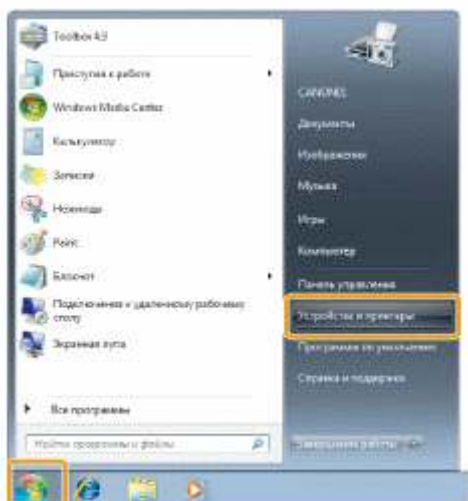 Toolbox 4.9
Приступая к работе
Windows Media Center
Калькулятор
Записки
Ножницы
Paint
Блокнот
Подключение к удаленному рабочему
столу
Экранная лупа
Все программы
Найти программы и файлы
CANONEL
Документы
Изображения
Музыка
Игры
Компьютер
Панель управления
Устройства и принтеры
Программы по умолчанию
Справка и поддержка
Завершение работы